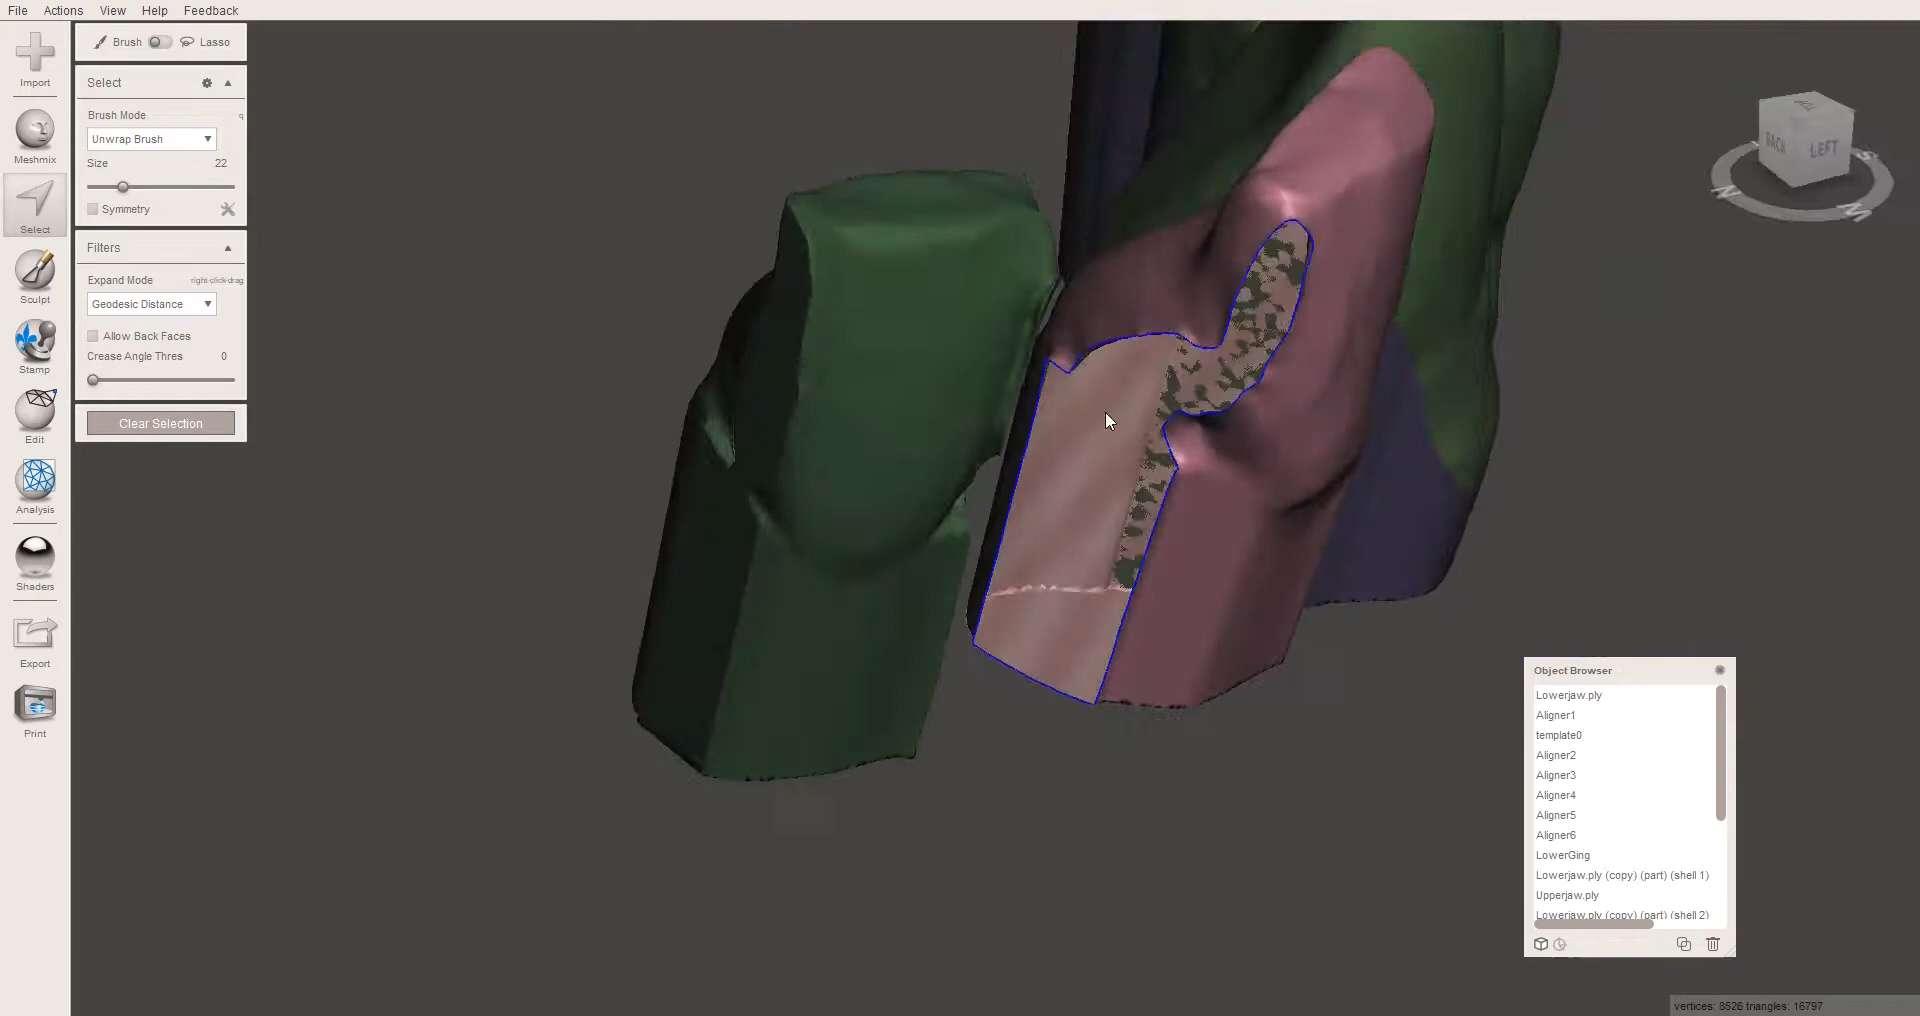 File Actions View Help Feedback
Import
Meshmix
Select
Sculpt
Stamp
Edit
Analysis
Shaders
Export
Print
Brush Lasso
Select
Brush Mode q
Unwrap Brush
Size 22
Symmetry
Filters
Expand Mode right-click-drag
Geodesic Distance
Allow Back Faces
Crease Angle Thres 0
Clear Selection
TOP
BACK LEFT
N S
M
Object Browser
Lowerjaw.ply
Aligner1
template0
Aligner2
Aligner3
Aligner4
Aligner5
Aligner6
LowerGing
Lowerjaw.ply (copy) (part) (shell 1)
Upperjaw.ply
Lowerjaw.ply (copy) (part) (shell 2)
vertices: 8526 triangles: 16797